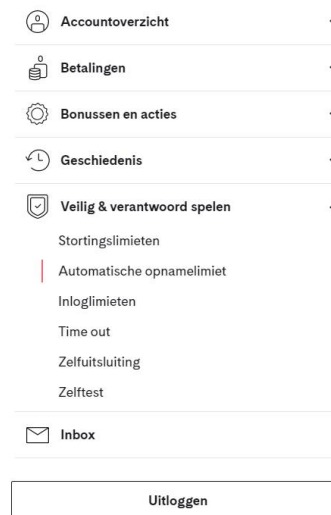 Accountoverzicht
Betalingen
Bonussen en acties
Geschiedenis
Veilig & verantwoord spelen
Stortingslimieten
Automatische opnamelimiet
Inloglimieten
Time out
Zelfuitsluiting
Zelftest
Inbox
Uitloggen